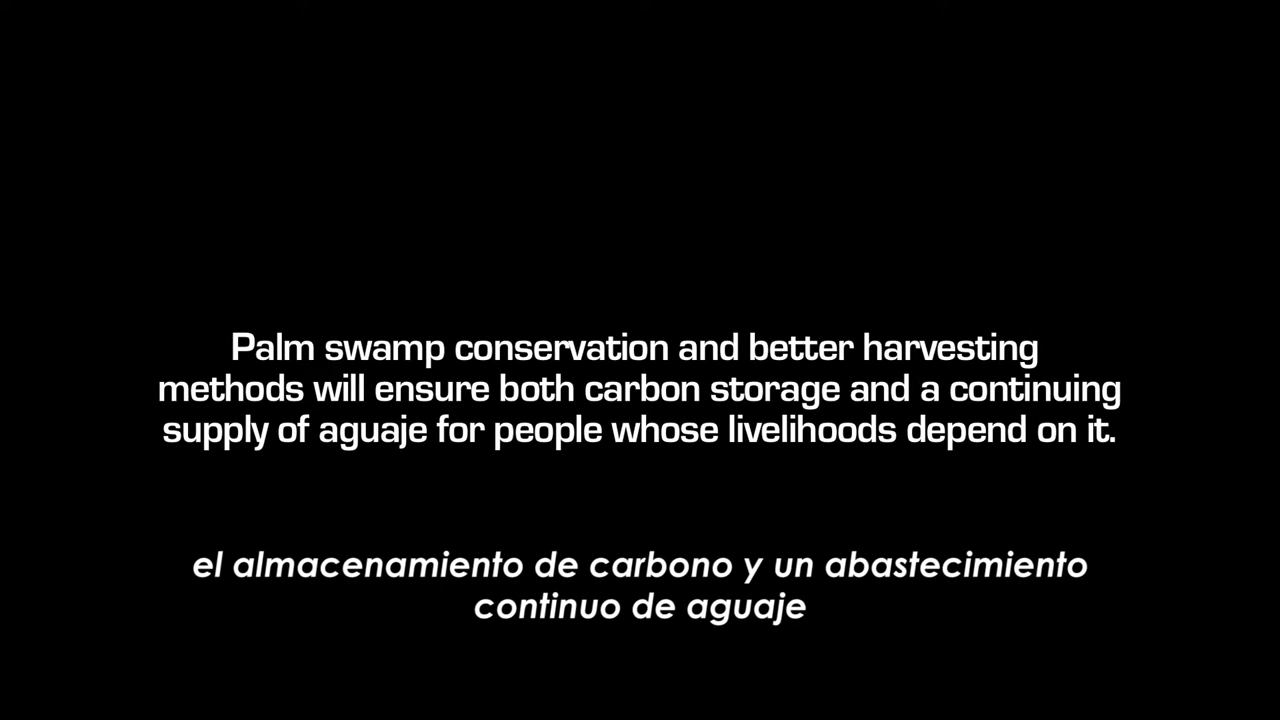 Palm swamp conservation and better harvesting
methods will ensure both carbon storage and a continuing
supply of aguaje for people whose livelihoods depend on it.
el almacenamiento de carbono y un abastecimiento
continuo de aguaje